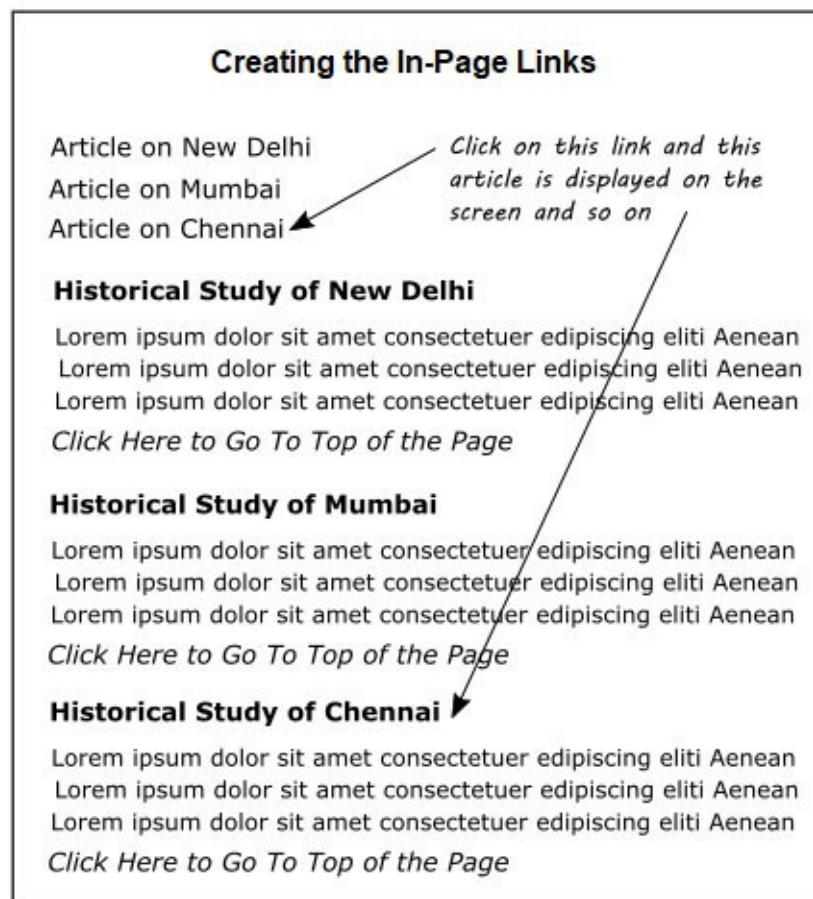 Creating the In-Page Links
Article on New Delhi
Article on Mumbai
Article on Chennai
Click on this link and this
article is displayed on the
screen and so on
Historical Study of New Delhi
Lorem ipsum dolor sit amet consectetuer edipiscing eliti Aenean
Lorem ipsum dolor sit amet consectetuer edipiscing eliti Aenean
Lorem ipsum dolor sit amet consectetuer edipiscing eliti Aenean
Click Here to Go To Top of the Page
Historical Study of Mumbai
Lorem ipsum dolor sit amet consectetuer edipiscing eliti Aenean
Lorem ipsum dolor sit amet consectetuer edipiscing eliti Aenean
Lorem ipsum dolor sit amet consectetuer edipiscing eliti Aenean
Click Here to Go To Top of the Page
Historical Study of Chennai
Lorem ipsum dolor sit amet consectetuer edipiscing eliti Aenean
Lorem ipsum dolor sit amet consectetuer edipiscing eliti Aenean
Lorem ipsum dolor sit amet consectetuer edipiscing eliti Aenean
Click Here to Go To Top of the Page